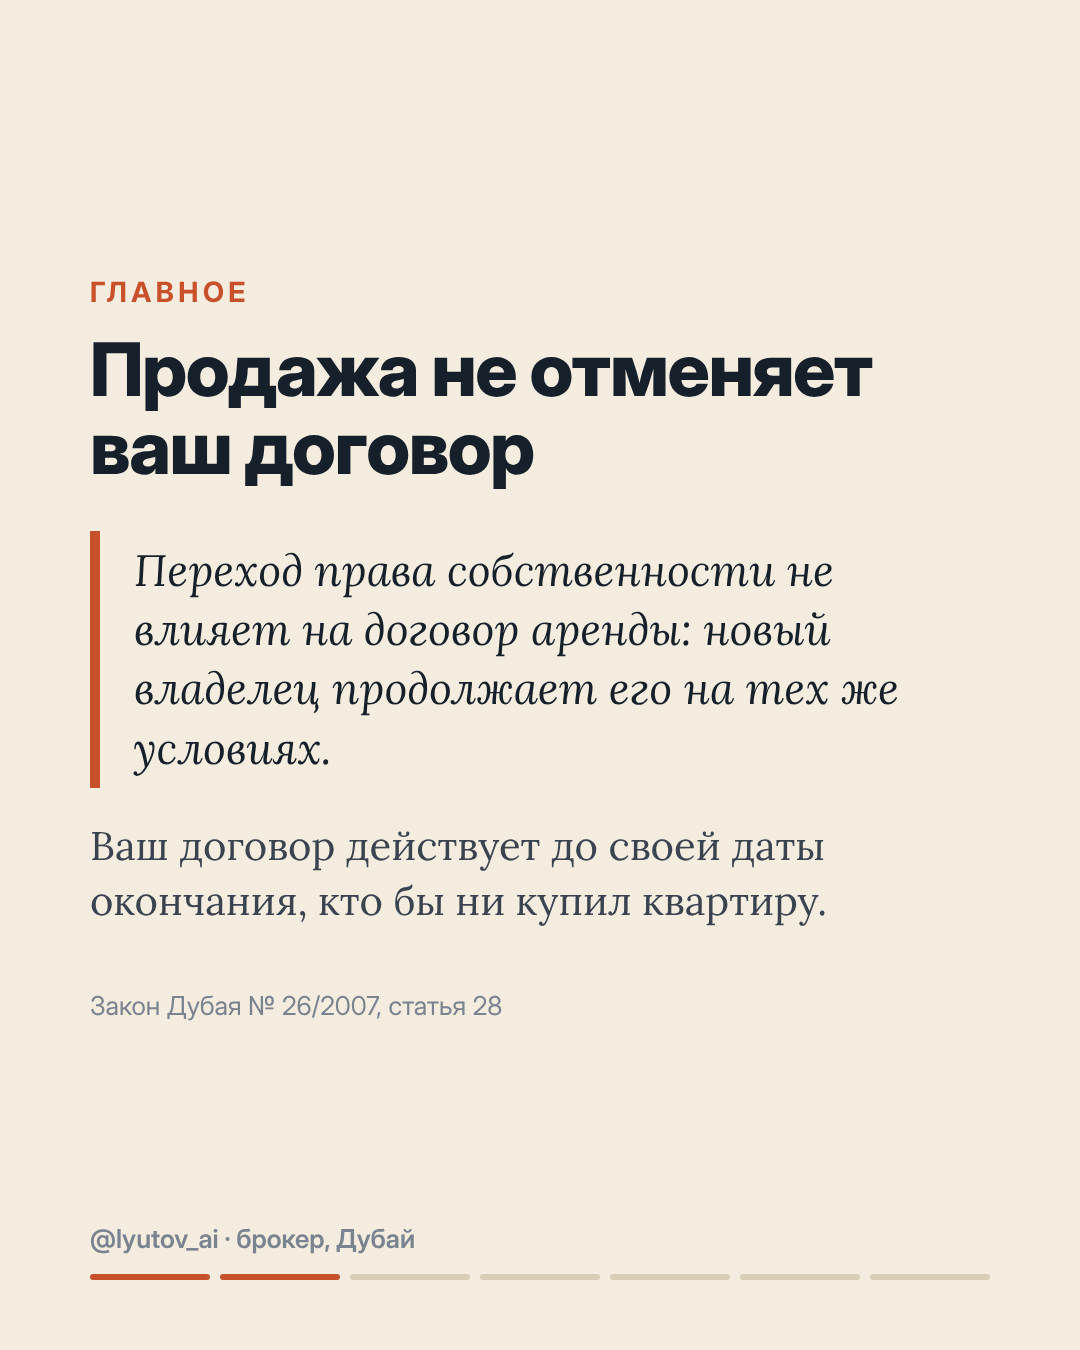 ГЛАВНОЕ
Продажа не отменяет
ваш договор
Переход права собственности не
влияет на договор аренды: новый
владелец продолжает его на тех же
условиях.
Ваш договор действует до своей даты
окончания, кто бы ни купил квартиру.
Закон Дубая № 26/2007, статья 28
@lyutov_ai · брокер, Дубай